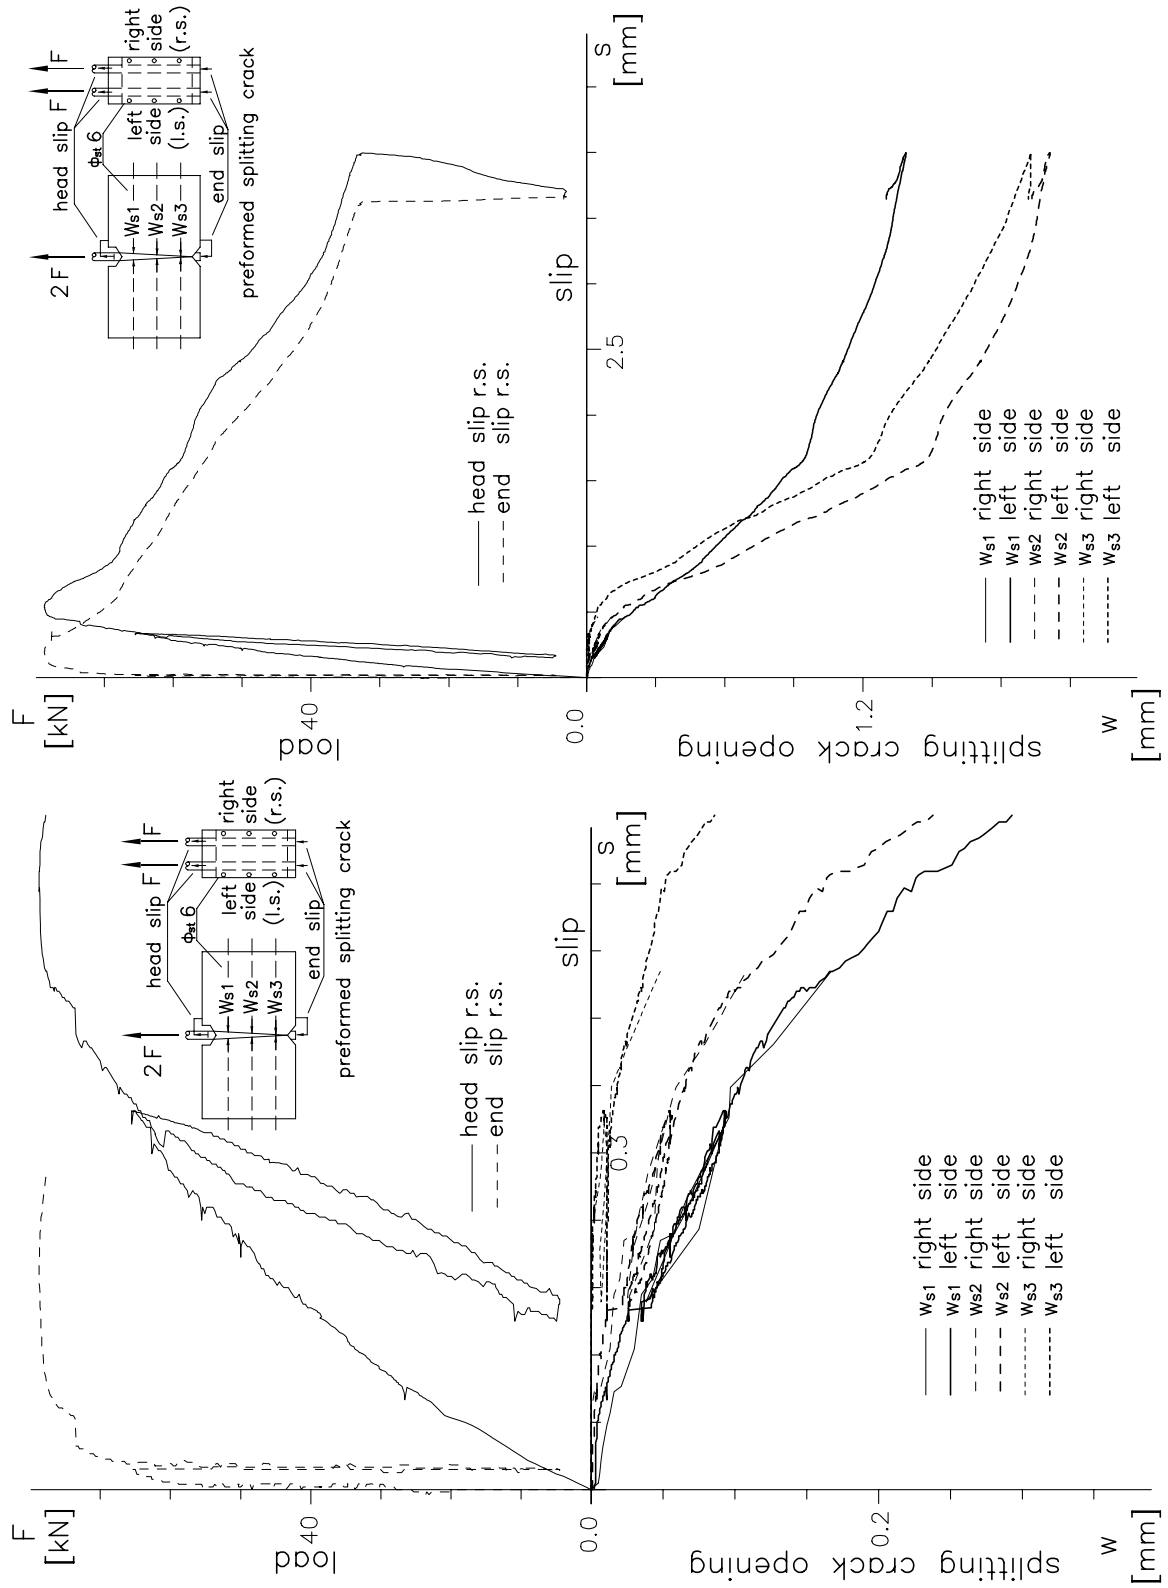 F
[kN]
load
40
0.0
0.2
splitting crack opening
w
[mm]
2F
F
F
head slip
ϕst 6
left
side
(l.s.)
right
side
(r.s.)
Ws1
Ws2
Ws3
end slip
preformed splitting crack
head slip r.s.
end slip r.s.
slip
s
[mm]
0.3
ws1 right side
ws1 left side
ws2 right side
ws2 left side
ws3 right side
ws3 left side
F
[kN]
load
40
0.0
1.2
splitting crack opening
w
[mm]
2F
F
F
head slip
ϕst 6
left
side
(l.s.)
right
side
(r.s.)
Ws1
Ws2
Ws3
end slip
preformed splitting crack
head slip r.s.
end slip r.s.
slip
s
[mm]
2.5
ws1 right side
ws1 left side
ws2 right side
ws2 left side
ws3 right side
ws3 left side